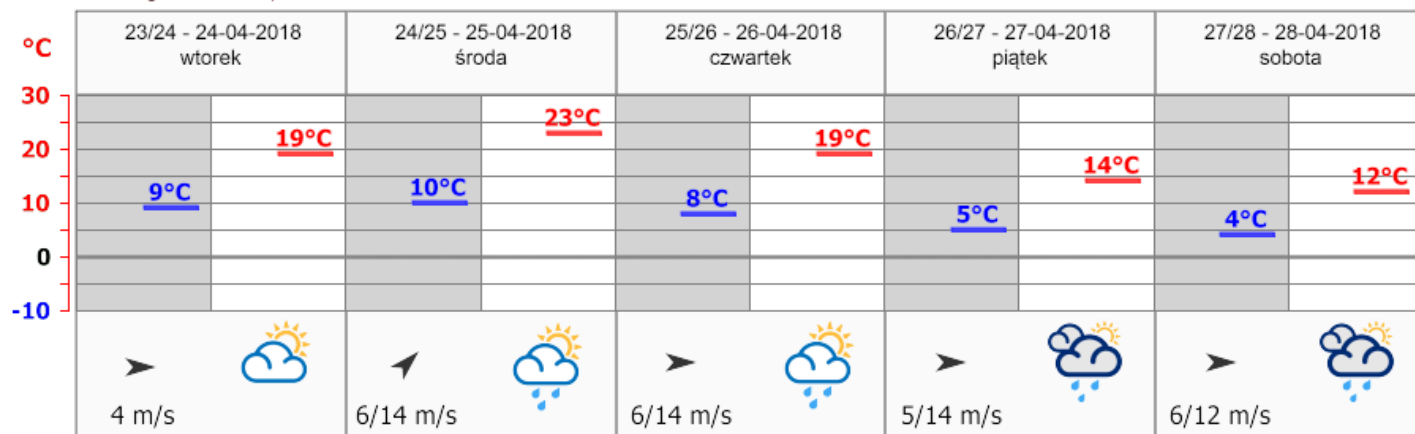 °C
23/24 - 24-04-2018
wtorek
24/25 - 25-04-2018
środa
25/26 - 26-04-2018
czwartek
26/27 - 27-04-2018
piątek
27/28 - 28-04-2018
sobota
30
20
10
0
-10
9°C
19°C
10°C
23°C
8°C
19°C
5°C
14°C
4°C
12°C
4 m/s
6/14 m/s
6/14 m/s
5/14 m/s
6/12 m/s